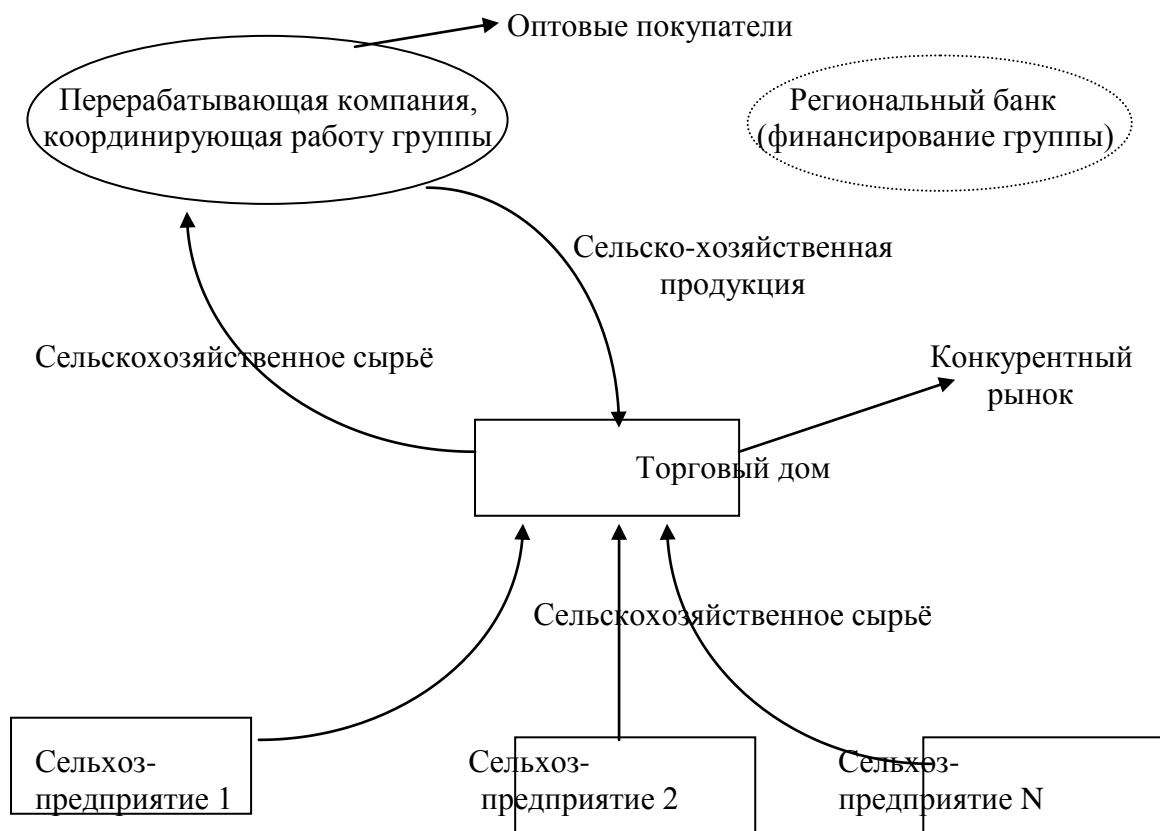 Оптовые покупатели
Перерабатывающая компания,
координирующая работу группы
Региональный банк
(финансирование группы)
Сельско-хозяйственная
продукция
Сельскохозяйственное сырьё
Конкурентный
рынок
Торговый дом
Сельскохозяйственное сырьё
Сельхоз-
предприятие 1
Сельхоз-
предприятие 2
Сельхоз-
предприятие N